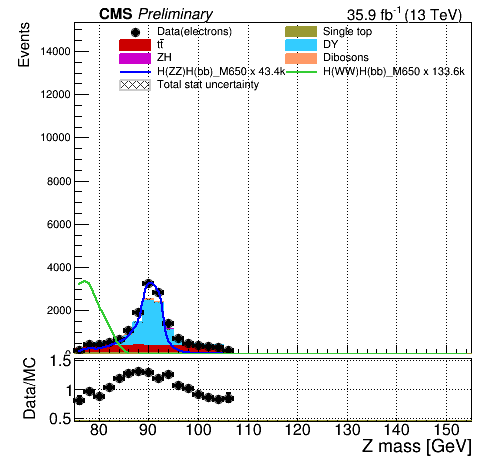 CMS Preliminary 35.9 fb⁻¹ (13 TeV)
Events
Data(electrons)
Single top
tt̄
DY
ZH
Dibosons
H(ZZ)H(bb)_M650 x 43.4k
H(WW)H(bb)_M650 x 133.6k
Total stat uncertainty
14000
12000
10000
8000
6000
4000
2000
0
Data/MC
1.5
1
0.5
80 90 100 110 120 130 140 150
Z mass [GeV]